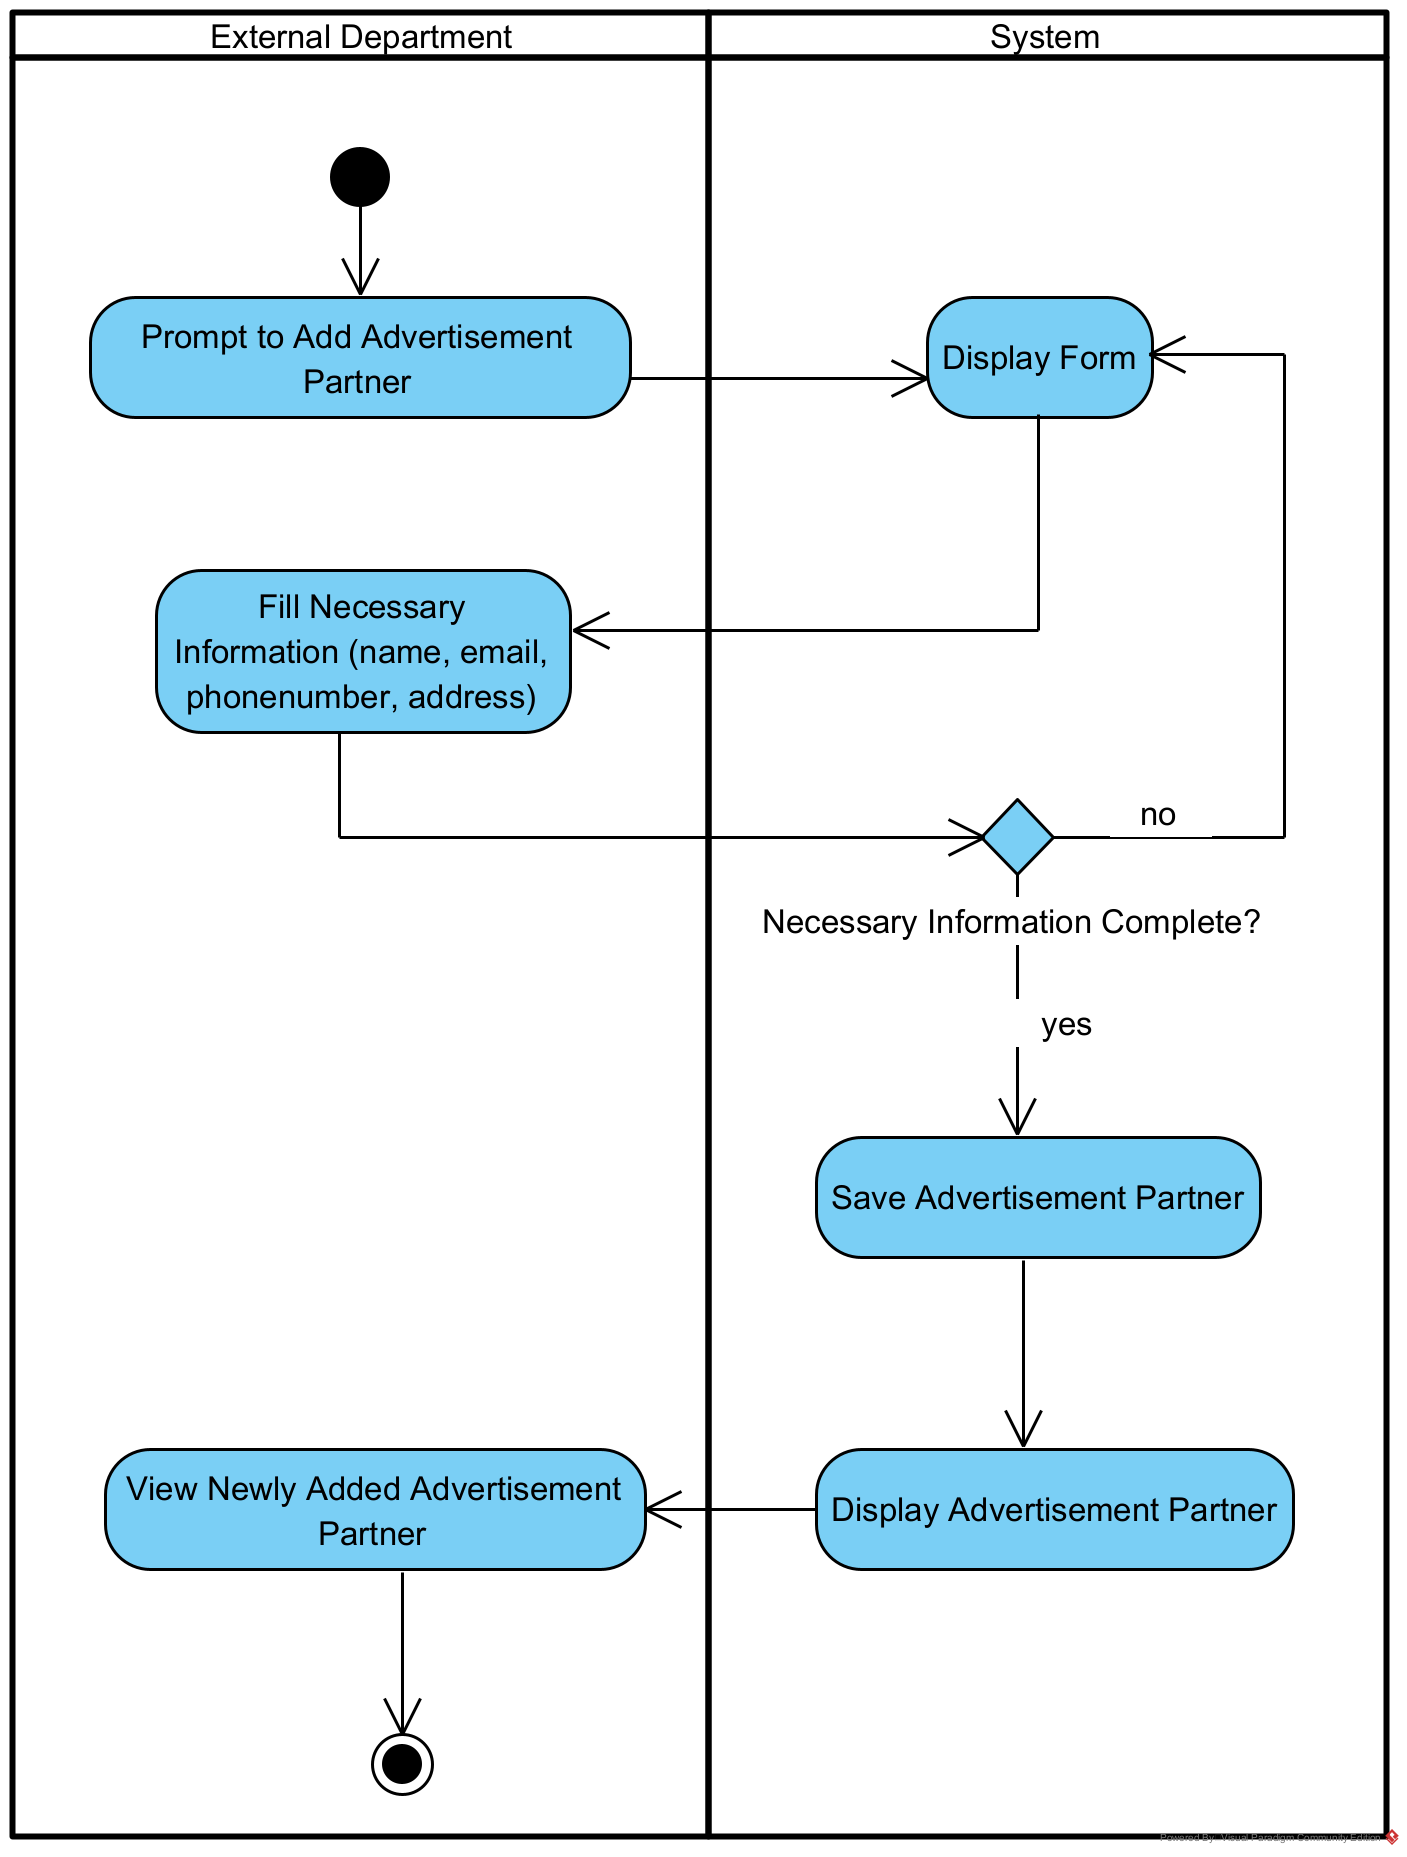 External Department
System
Prompt to Add Advertisement
Partner
Display Form
Fill Necessary
Information (name, email,
phonenumber, address)
no
Necessary Information Complete?
yes
Save Advertisement Partner
View Newly Added Advertisement
Partner
Display Advertisement Partner
Powered By: Visual Paradigm Community Edition